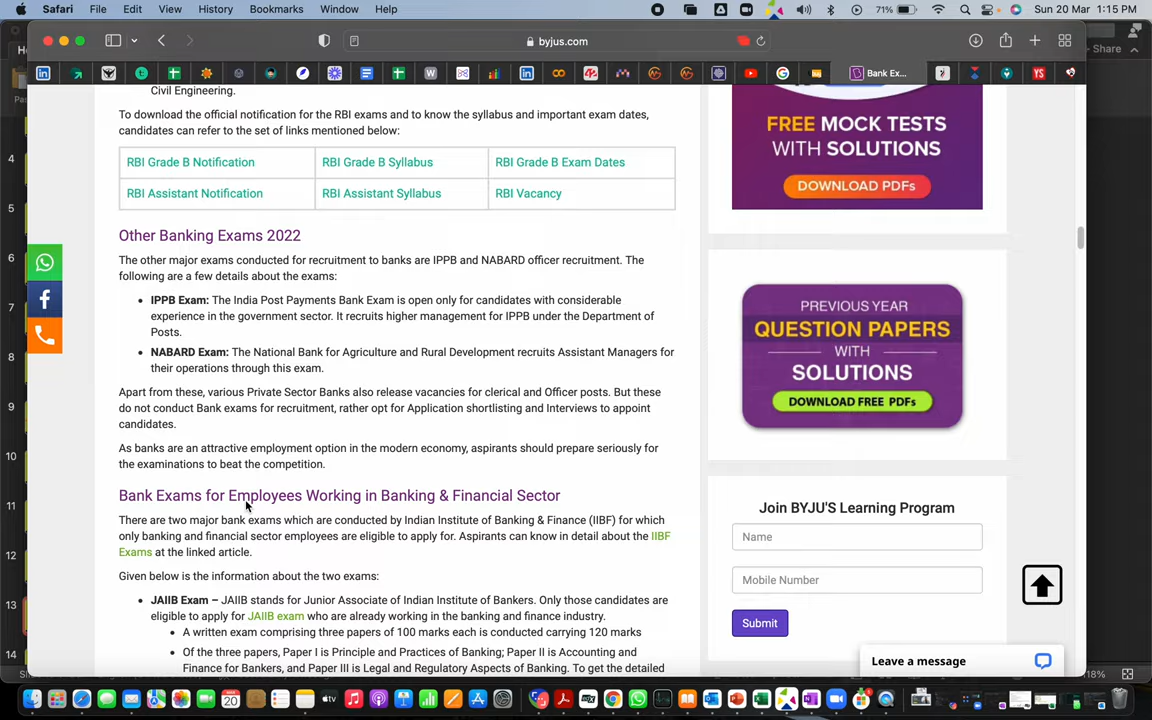 Safari File Edit View History Bookmarks Window Help 71% Sun 20 Mar 1:15 PM
byjus.com
Share
Bank Ex...
Civil Engineering.
To download the official notification for the RBI exams and to know the syllabus and important exam dates,
candidates can refer to the set of links mentioned below:
RBI Grade B Notification RBI Grade B Syllabus RBI Grade B Exam Dates
RBI Assistant Notification RBI Assistant Syllabus RBI Vacancy
Other Banking Exams 2022
The other major exams conducted for recruitment to banks are IPPB and NABARD officer recruitment. The
following are a few details about the exams:
• IPPB Exam: The India Post Payments Bank Exam is open only for candidates with considerable
experience in the government sector. It recruits higher management for IPPB under the Department of
Posts.
• NABARD Exam: The National Bank for Agriculture and Rural Development recruits Assistant Managers for
their operations through this exam.
Apart from these, various Private Sector Banks also release vacancies for clerical and Officer posts. But these
do not conduct Bank exams for recruitment, rather opt for Application shortlisting and Interviews to appoint
candidates.
As banks are an attractive employment option in the modern economy, aspirants should prepare seriously for
the examinations to beat the competition.
Bank Exams for Employees Working in Banking & Financial Sector
There are two major bank exams which are conducted by Indian Institute of Banking & Finance (IIBF) for which
only banking and financial sector employees are eligible to apply for. Aspirants can know in detail about the IIBF
Exams at the linked article.
Given below is the information about the two exams:
• JAIIB Exam – JAIIB stands for Junior Associate of Indian Institute of Bankers. Only those candidates are
eligible to apply for JAIIB exam who are already working in the banking and finance industry.
• A written exam comprising three papers of 100 marks each is conducted carrying 120 marks
• Of the three papers, Paper I is Principle and Practices of Banking; Paper II is Accounting and
Finance for Bankers, and Paper III is Legal and Regulatory Aspects of Banking. To get the detailed
FREE MOCK TESTS
WITH SOLUTIONS
DOWNLOAD PDFs
PREVIOUS YEAR
QUESTION PAPERS
WITH
SOLUTIONS
DOWNLOAD FREE PDFs
Join BYJU'S Learning Program
Name
Mobile Number
Submit
Leave a message
4
5
6
7
8
9
10
11
12
13
14